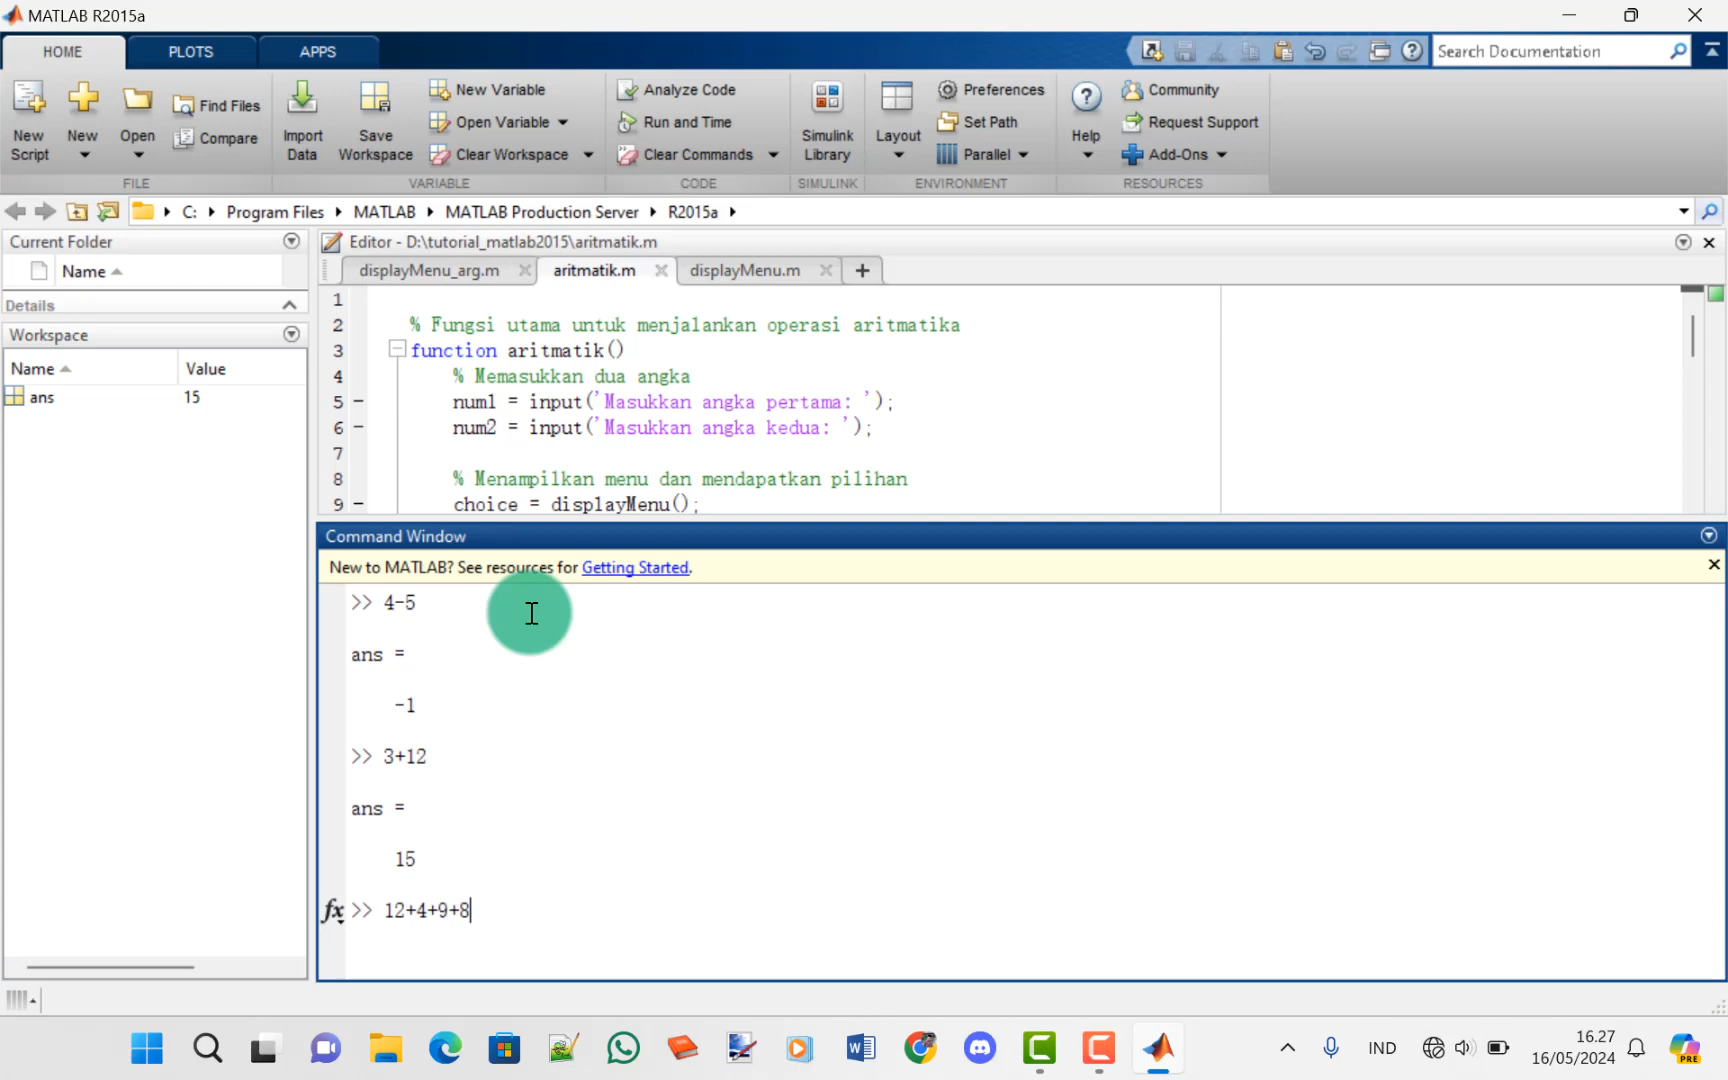 MATLAB R2015a
HOME PLOTS APPS
Search Documentation
New Script
New
Open
Find Files
Compare
FILE
Import Data
Save Workspace
New Variable
Open Variable
Clear Workspace
VARIABLE
Analyze Code
Run and Time
Clear Commands
CODE
Simulink Library
SIMULINK
Layout
Preferences
Set Path
Parallel
ENVIRONMENT
Help
Community
Request Support
Add-Ons
RESOURCES
C: Program Files MATLAB MATLAB Production Server R2015a
Current Folder
Name
Details
Workspace
Name Value
ans 15
Editor - D:\tutorial_matlab2015\aritmatik.m
displayMenu_arg.m aritmatik.m displayMenu.m
1
2 % Fungsi utama untuk menjalankan operasi aritmatika
3 function aritmatik()
4 % Memasukkan dua angka
5 - num1 = input('Masukkan angka pertama: ');
6 - num2 = input('Masukkan angka kedua: ');
7
8 % Menampilkan menu dan mendapatkan pilihan
9 - choice = displayMenu();
Command Window
New to MATLAB? See resources for Getting Started.
>> 4-5
ans =
-1
>> 3+12
ans =
15
fx >> 12+4+9+8
IND
16.27
16/05/2024
PRE